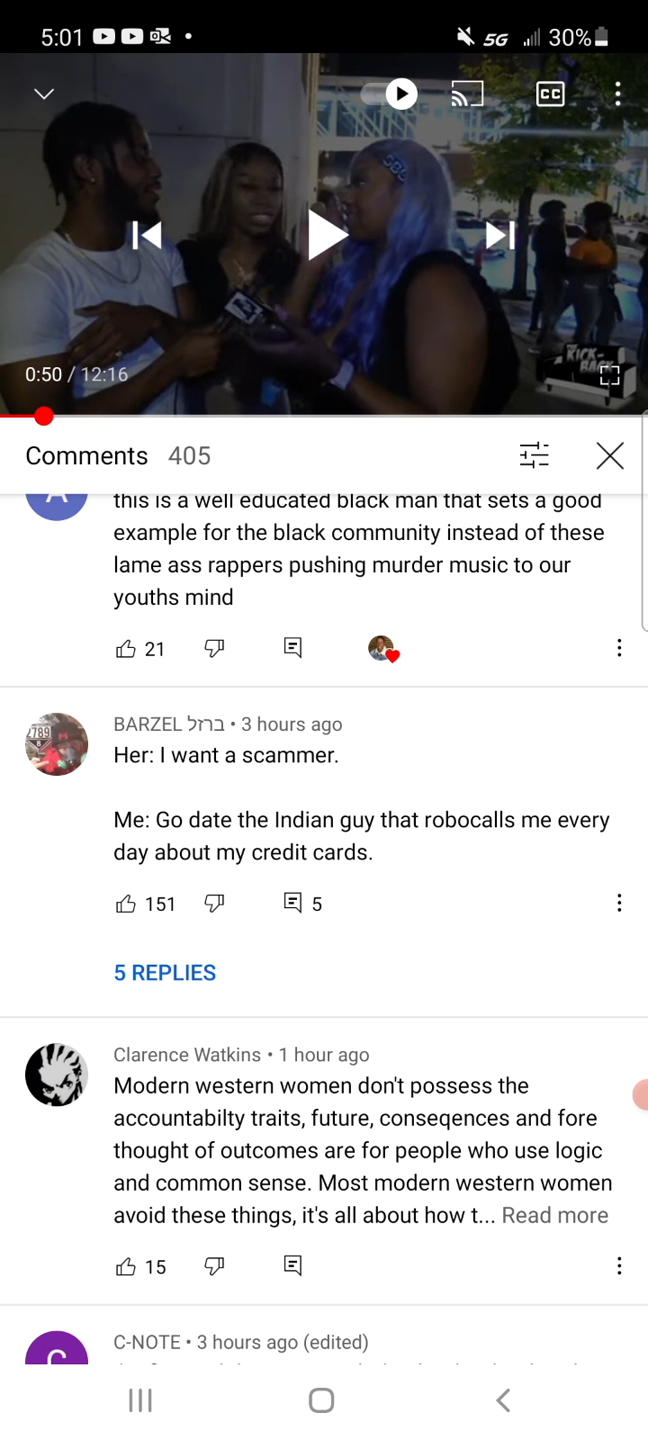 5:01
5G
30%
CC
0:50 / 12:16
KICK-
BACK
Comments 405
A
this is a well educated black man that sets a good
example for the black community instead of these
lame ass rappers pushing murder music to our
youths mind
21
BARZEL ברזל • 3 hours ago
Her: I want a scammer.
Me: Go date the Indian guy that robocalls me every
day about my credit cards.
151
5
5 REPLIES
Clarence Watkins • 1 hour ago
Modern western women don't possess the
accountabilty traits, future, conseqences and fore
thought of outcomes are for people who use logic
and common sense. Most modern western women
avoid these things, it's all about how t... Read more
15
C-NOTE • 3 hours ago (edited)
C